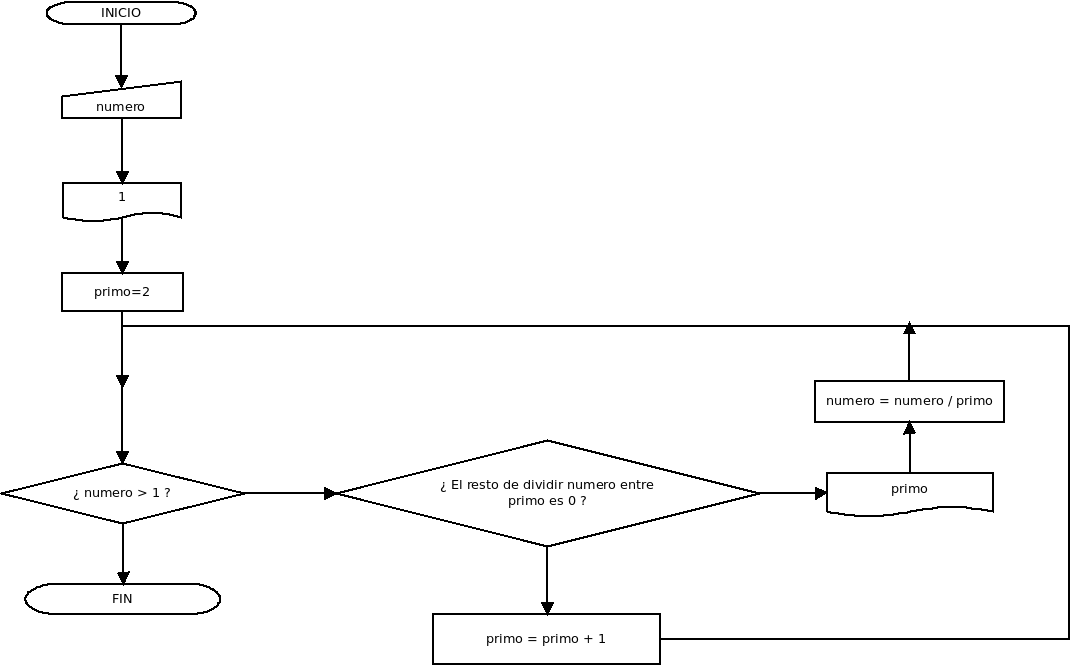 INICIO
numero
1
primo=2
¿ numero > 1 ?
FIN
¿ El resto de dividir numero entre
primo es 0 ?
primo = primo + 1
primo
numero = numero / primo